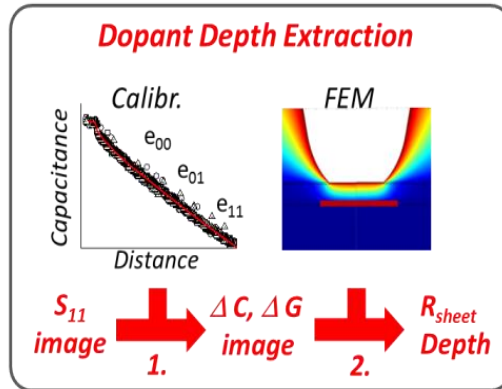 Dopant Depth Extraction
Calibr.
FEM
Capacitance
e00
e01
e11
Distance
S11 image
ΔC, ΔG image
Rsheet Depth
1.
2.